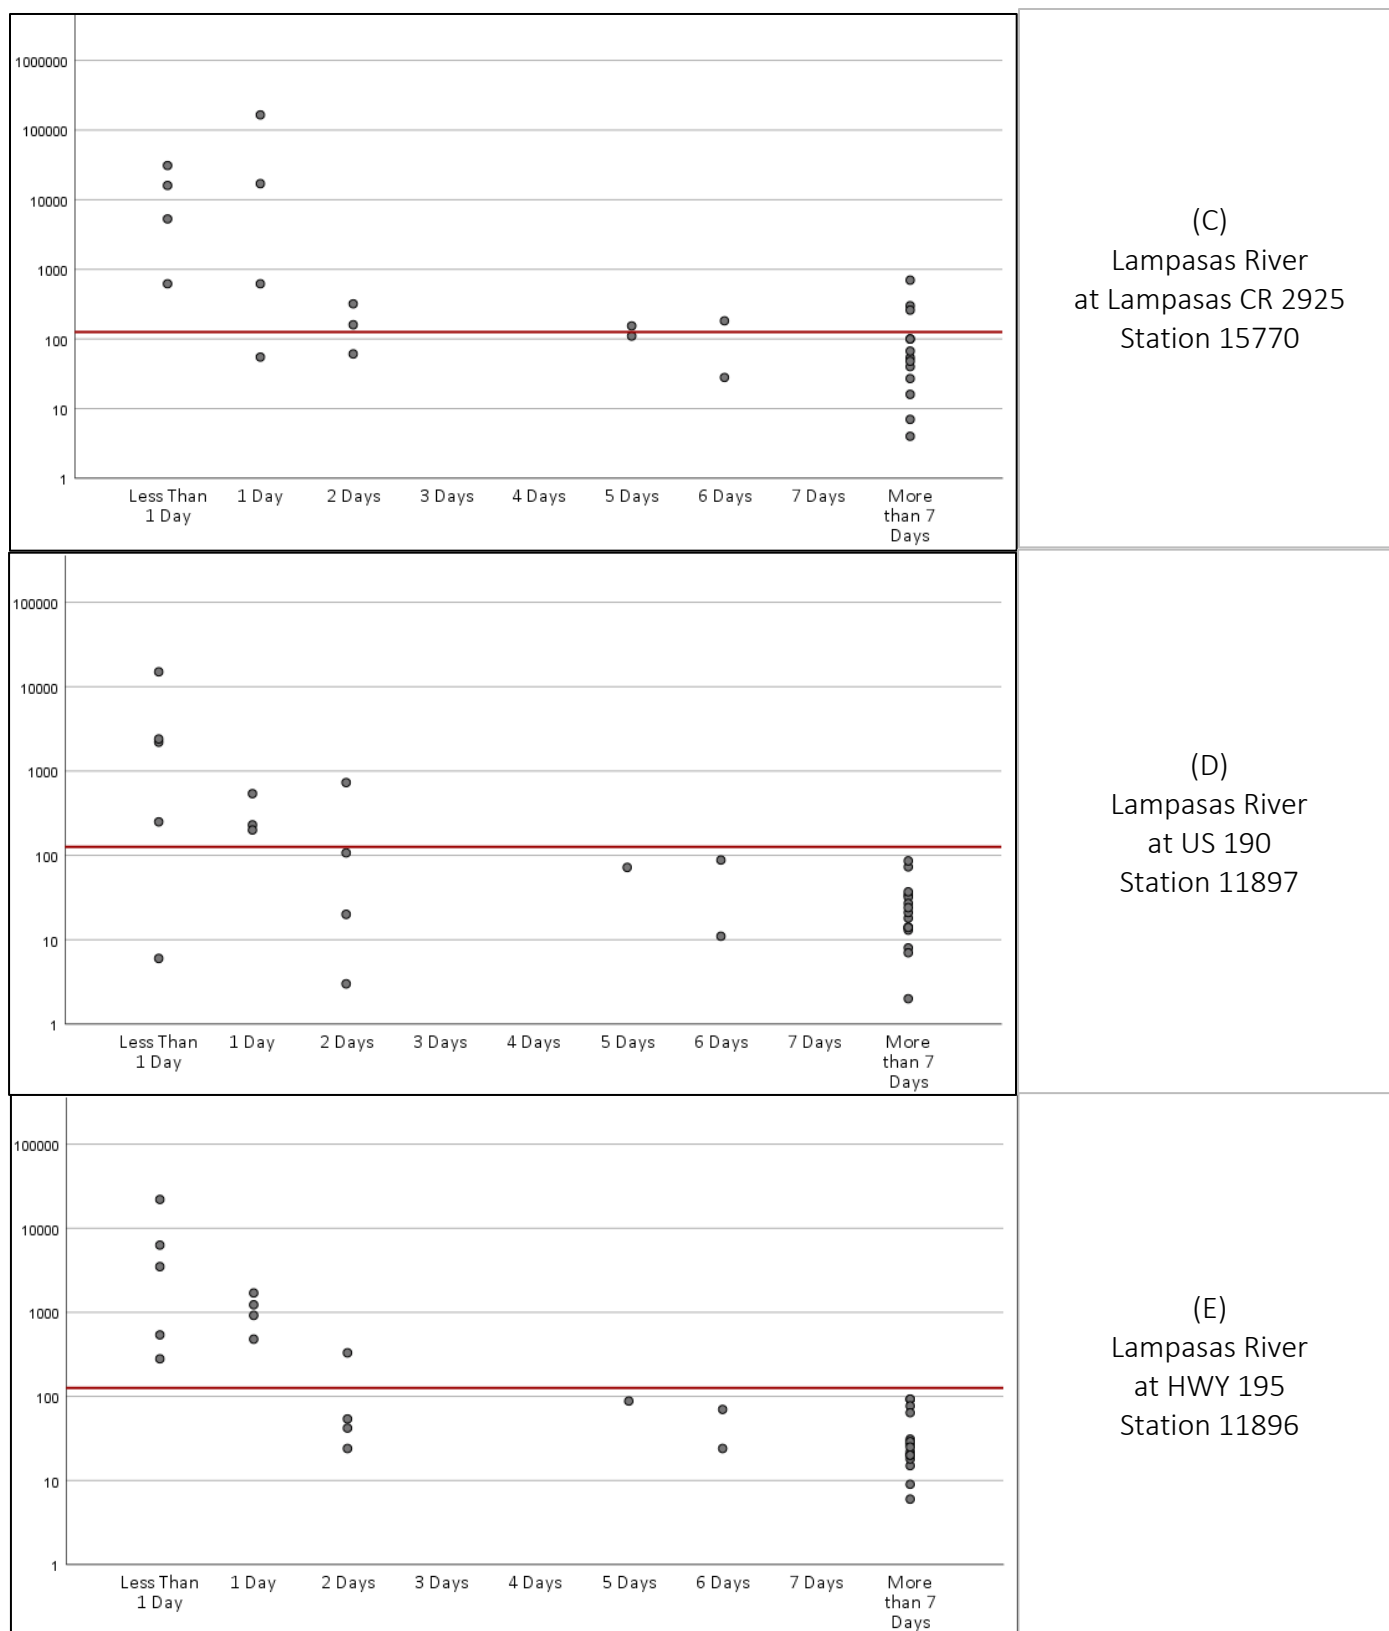 1000000
100000
10000
1000
100
10
1
Less Than
1 Day
1 Day
2 Days
3 Days
4 Days
5 Days
6 Days
7 Days
More
than 7
Days
(C)
Lampasas River
at Lampasas CR 2925
Station 15770
100000
10000
1000
100
10
1
Less Than
1 Day
1 Day
2 Days
3 Days
4 Days
5 Days
6 Days
7 Days
More
than 7
Days
(D)
Lampasas River
at US 190
Station 11897
100000
10000
1000
100
10
1
Less Than
1 Day
1 Day
2 Days
3 Days
4 Days
5 Days
6 Days
7 Days
More
than 7
Days
(E)
Lampasas River
at HWY 195
Station 11896